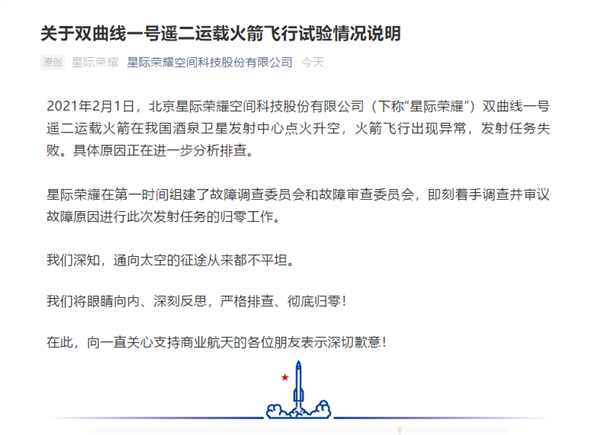 关于双曲线一号遥二运载火箭飞行试验情况说明
原创 星际荣耀 星际荣耀空间科技股份有限公司 今天
2021年2月1日，北京星际荣耀空间科技股份有限公司（下称“星际荣耀”）双曲线一号
遥二运载火箭在我国酒泉卫星发射中心点火升空，火箭飞行出现异常，发射任务失
败。具体原因正在进一步分析排查。
星际荣耀在第一时间组建了故障调查委员会和故障审查委员会，即刻着手调查并审议
故障原因进行此次发射任务的归零工作。
我们深知，通向太空的征途从来都不平坦。
我们将眼睛向内、深刻反思，严格排查、彻底归零！
在此，向一直关心支持商业航天的各位朋友表示深切歉意！